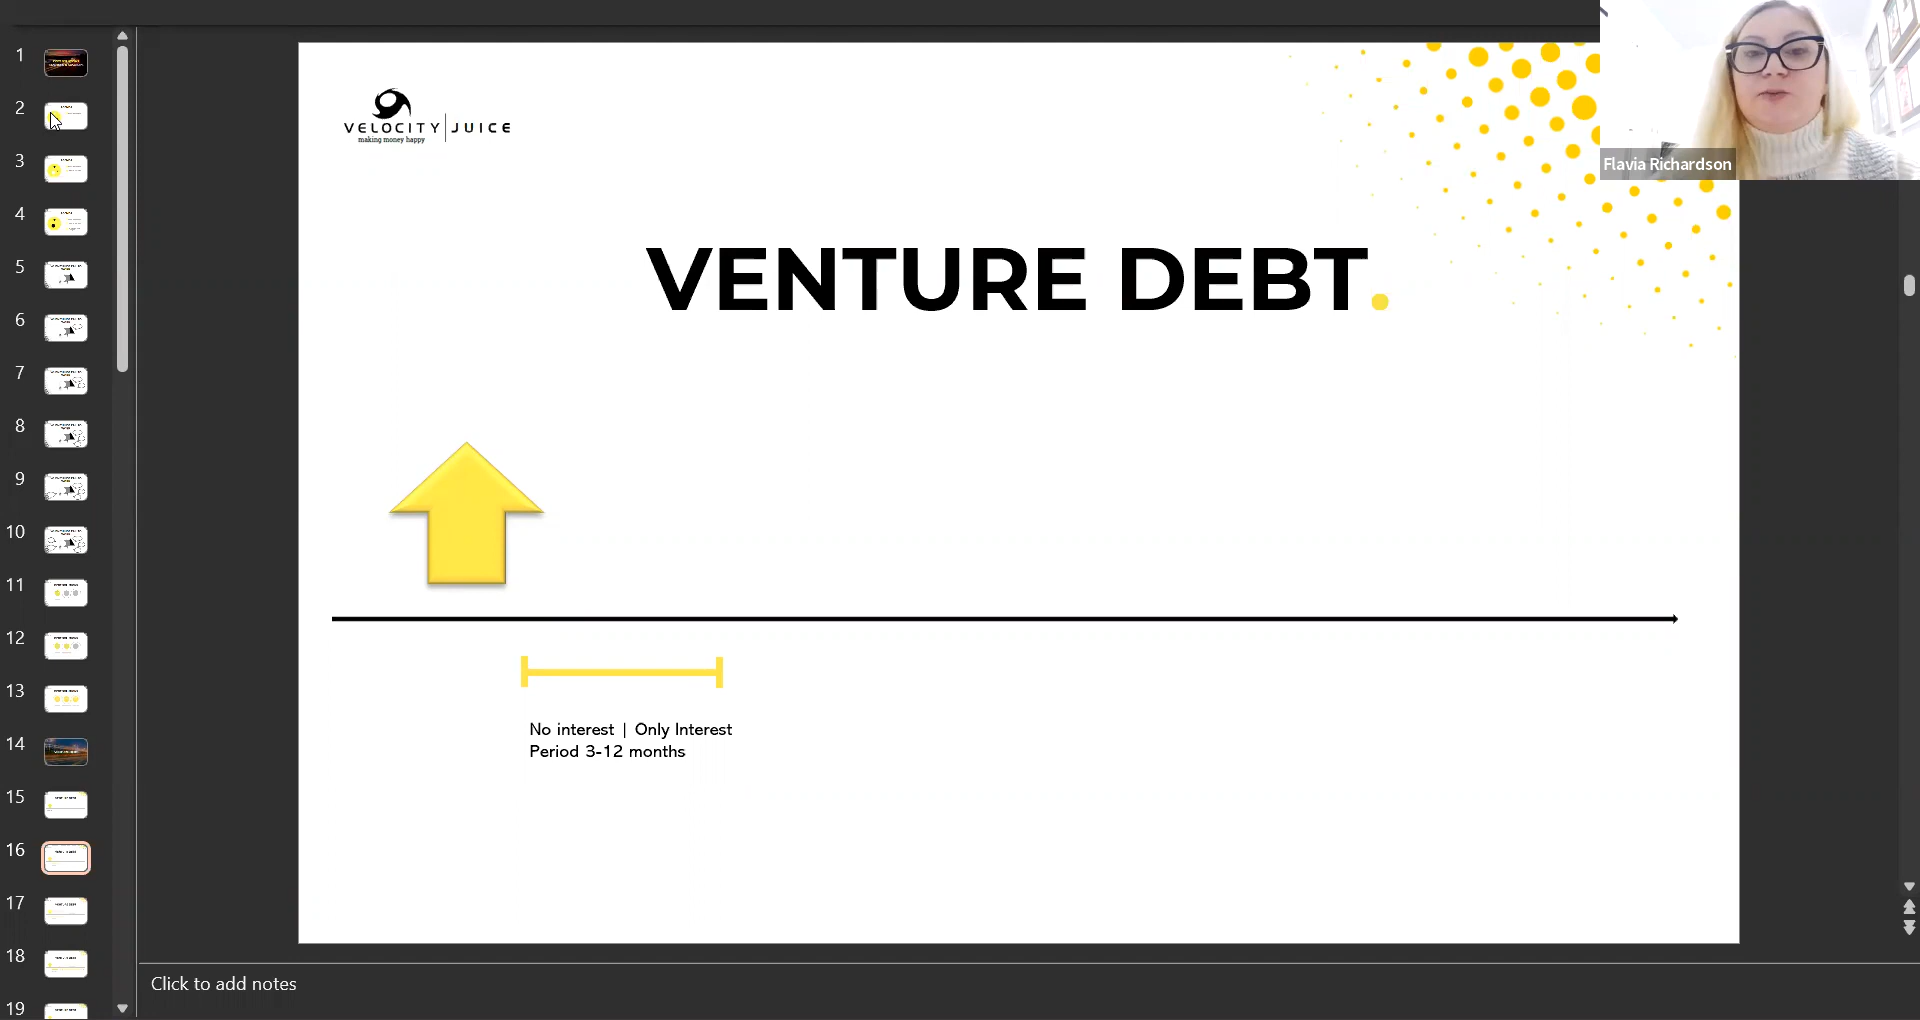 1
2
3
4
5
6
7
8
9
10
11
12
13
14
15
16
17
18
19
VELOCITY JUICE
making money happy
VENTURE DEBT.
No interest | Only Interest
Period 3-12 months
Flavia Richardson
Click to add notes